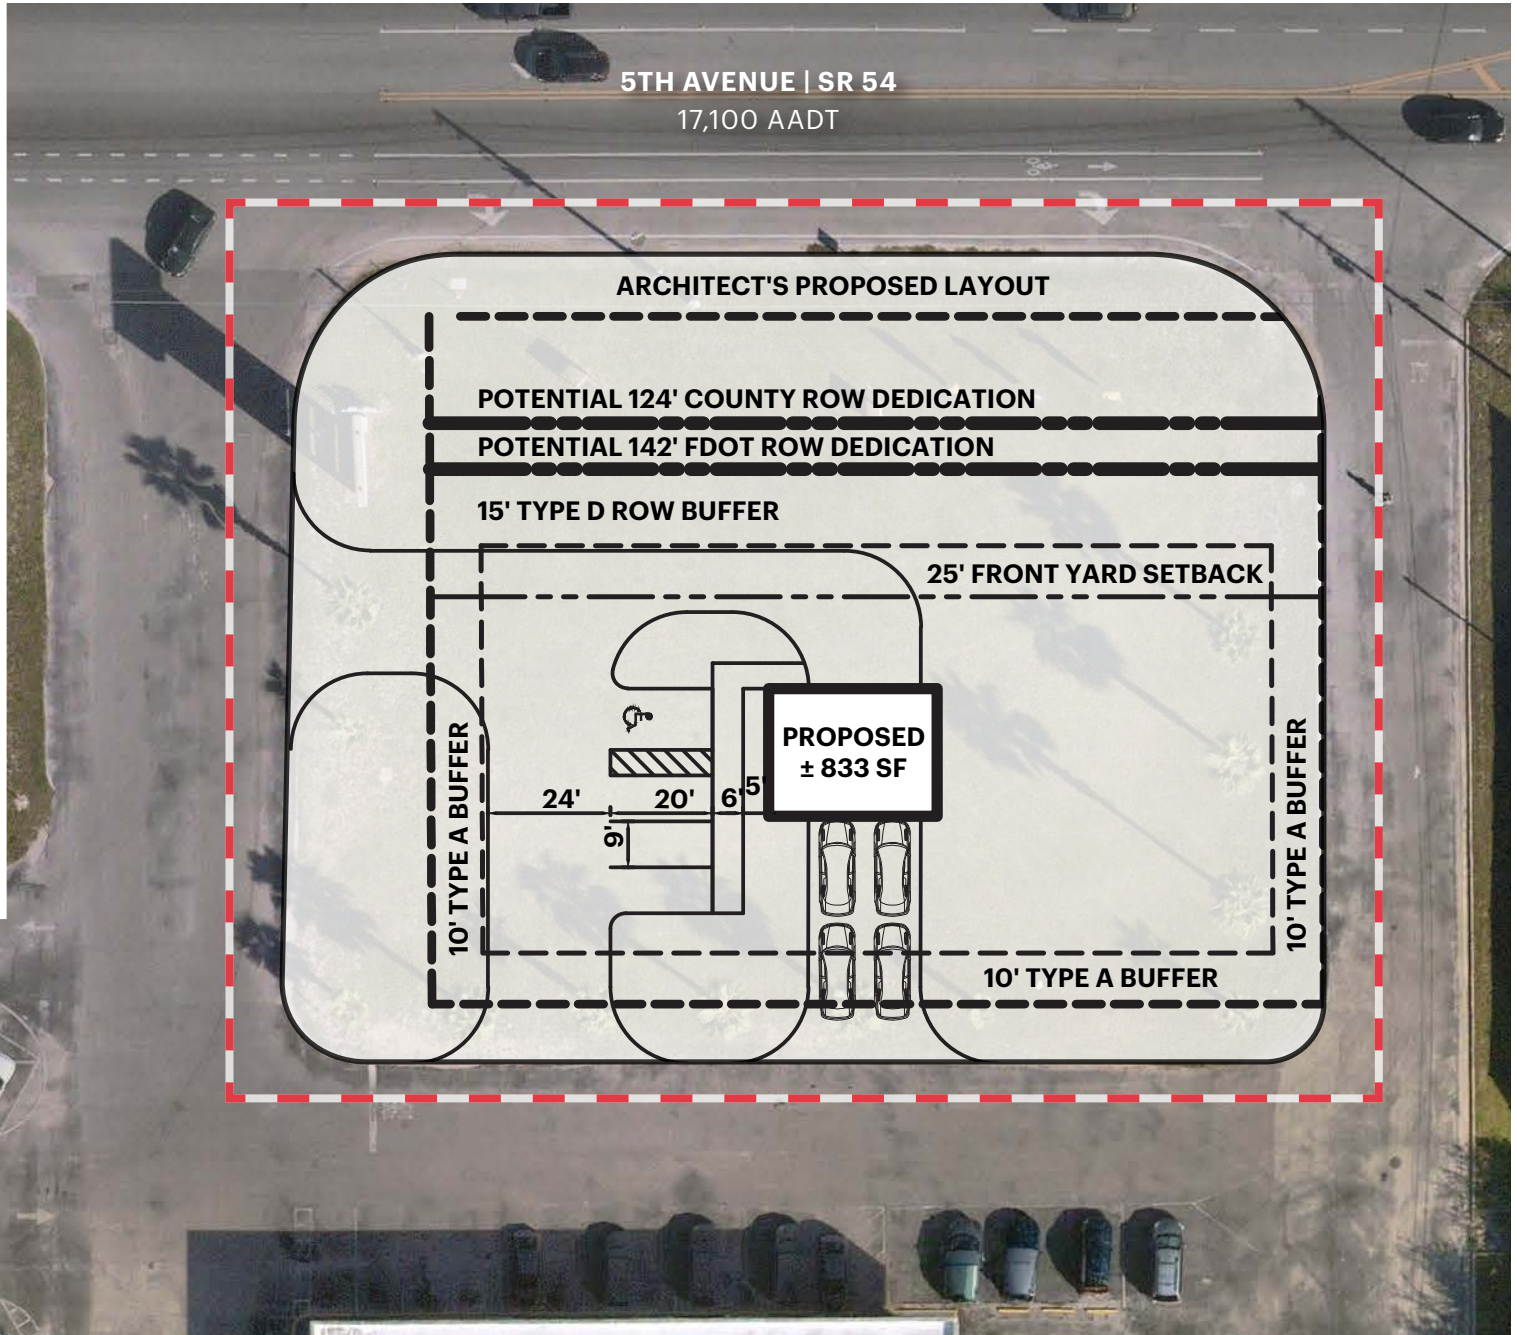 5TH AVENUE | SR 54
17,100 AADT
ARCHITECT'S PROPOSED LAYOUT
POTENTIAL 124' COUNTY ROW DEDICATION
POTENTIAL 142' FDOT ROW DEDICATION
15' TYPE D ROW BUFFER
25' FRONT YARD SETBACK
10' TYPE A BUFFER
PROPOSED
± 833 SF
24'
20'
6'
5'
9'
10' TYPE A BUFFER
10' TYPE A BUFFER